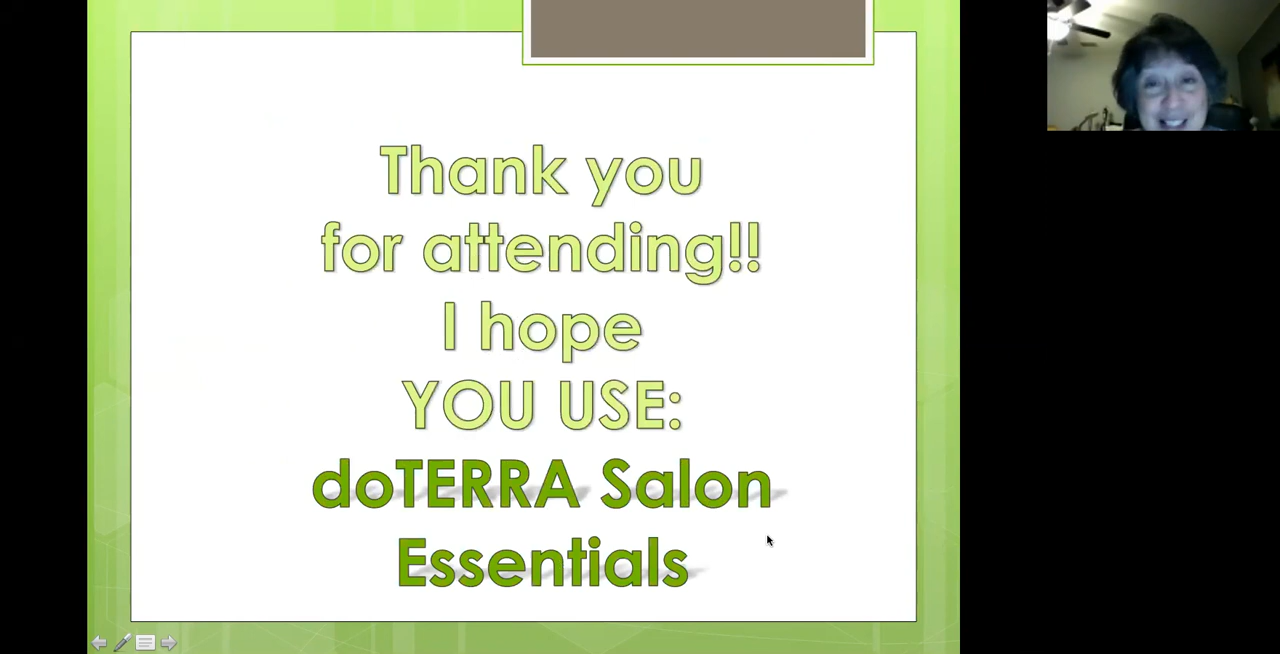 Thank you
for attending!!
I hope
YOU USE:
doTERRA Salon
Essentials